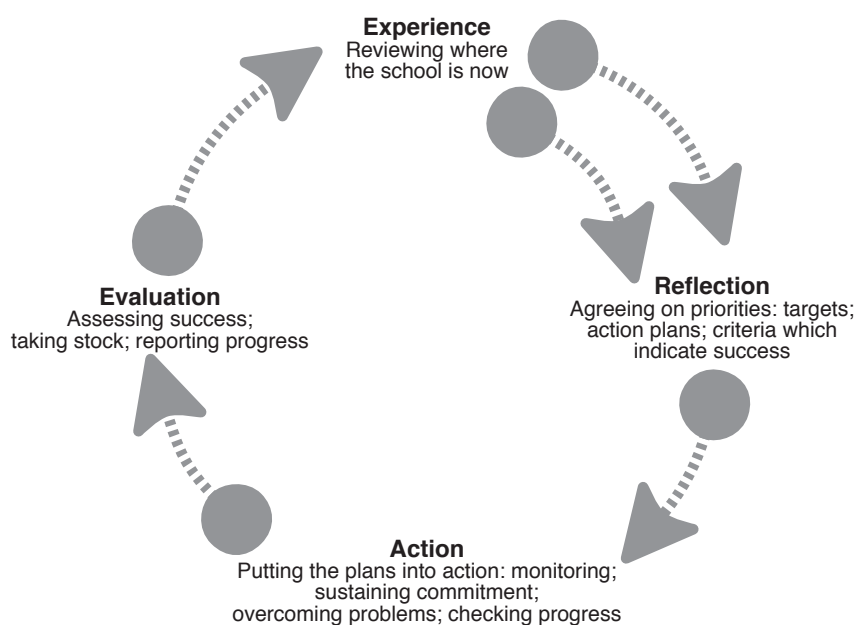 Experience
Reviewing where
the school is now
Reflection
Agreeing on priorities: targets;
action plans; criteria which
indicate success
Action
Putting the plans into action: monitoring;
sustaining commitment;
overcoming problems; checking progress
Evaluation
Assessing success;
taking stock; reporting progress